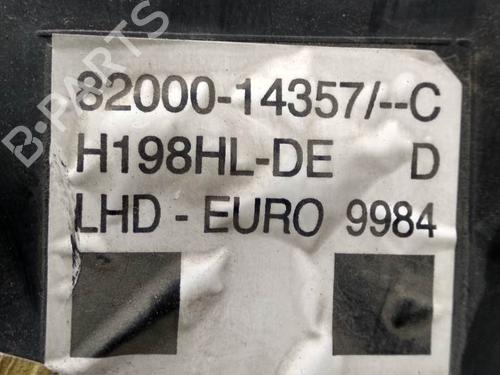 B-PARTS
82000-14357/--C
H198HL-DE D
LHD - EURO 9984